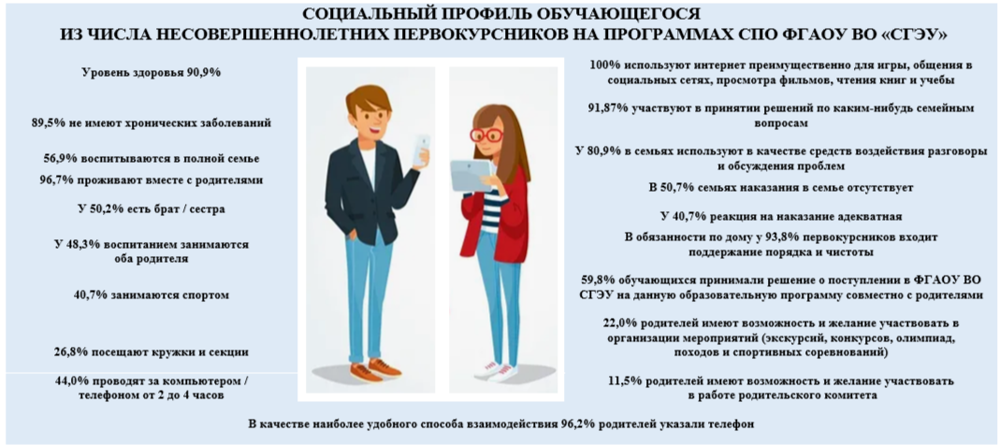 СОЦИАЛЬНЫЙ ПРОФИЛЬ ОБУЧАЮЩЕГОСЯ
ИЗ ЧИСЛА НЕСОВЕРШЕННОЛЕТНИХ ПЕРВОКУРСНИКОВ НА ПРОГРАММАХ СПО ФГАОУ ВО «СГЭУ»
Уровень здоровья 90,9%
89,5% не имеют хронических заболеваний
56,9% воспитываются в полной семье
96,7% проживают вместе с родителями
У 50,2% есть брат / сестра
У 48,3% воспитанием занимаются
оба родителя
40,7% занимаются спортом
26,8% посещают кружки и секции
44,0% проводят за компьютером /
телефоном от 2 до 4 часов
100% используют интернет преимущественно для игры, общения в
социальных сетях, просмотра фильмов, чтения книг и учебы
91,87% участвуют в принятии решений по каким-нибудь семейным
вопросам
У 80,9% в семьях используют в качестве средств воздействия разговоры
и обсуждения проблем
В 50,7% семьях наказания в семье отсутствует
У 40,7% реакция на наказание адекватная
В обязанности по дому у 93,8% первокурсников входит
поддержание порядка и чистоты
59,8% обучающихся принимали решение о поступлении в ФГАОУ ВО
СГЭУ на данную образовательную программу совместно с родителями
22,0% родителей имеют возможность и желание участвовать в
организации мероприятий (экскурсий, конкурсов, олимпиад,
походов и спортивных соревнований)
11,5% родителей имеют возможность и желание участвовать
в работе родительского комитета
В качестве наиболее удобного способа взаимодействия 96,2% родителей указали телефон